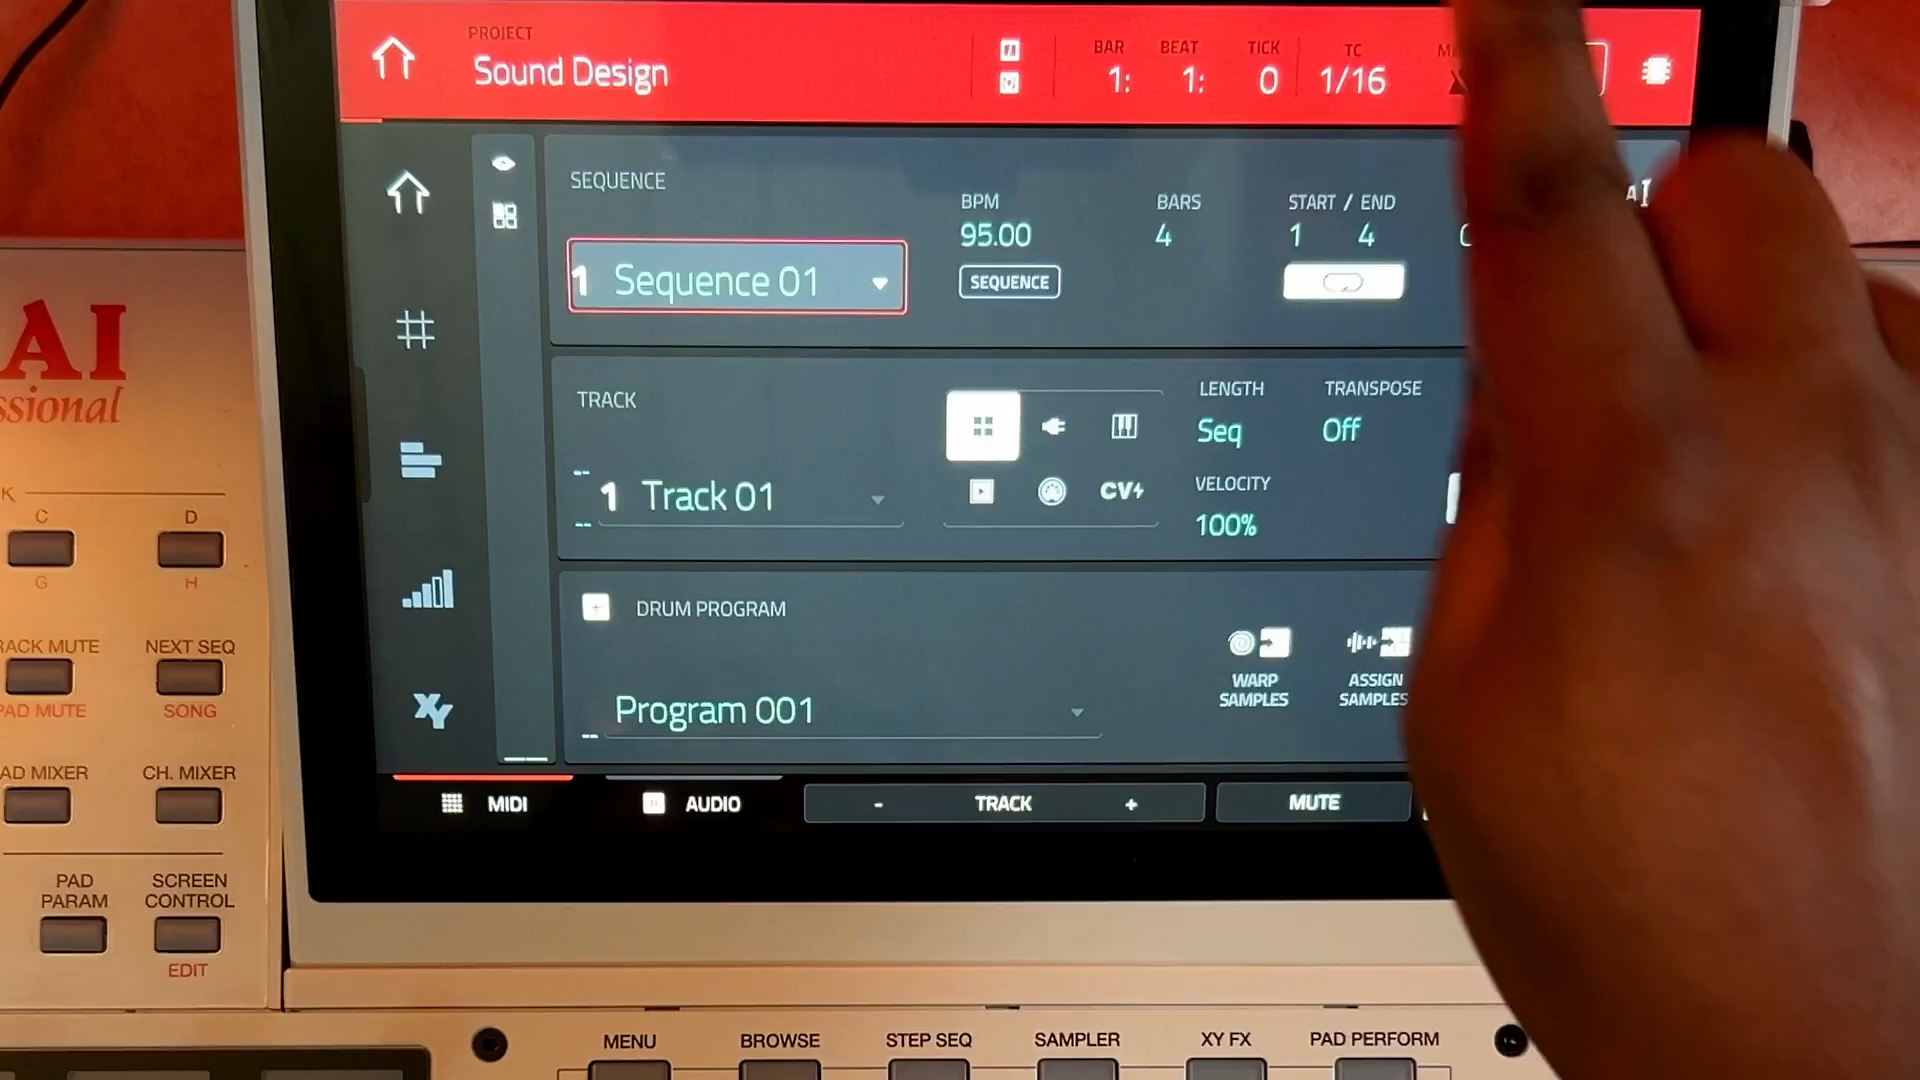 PROJECT
Sound Design
BAR BEAT TICK TC
1: 1: 0 1/16
SEQUENCE
BPM BARS START / END
95.00 4 1 4
1 Sequence 01
SEQUENCE
TRACK
LENGTH TRANSPOSE
Seq Off
1 Track 01
CV
VELOCITY
100%
DRUM PROGRAM
WARP SAMPLES
ASSIGN SAMPLES
Program 001
MIDI AUDIO - TRACK + MUTE
AI
ssional
K
C D
G H
RACK MUTE NEXT SEQ
PAD MUTE SONG
AD MIXER CH. MIXER
PAD PARAM
SCREEN CONTROL
EDIT
MENU BROWSE STEP SEQ SAMPLER XY FX PAD PERFORM
XY